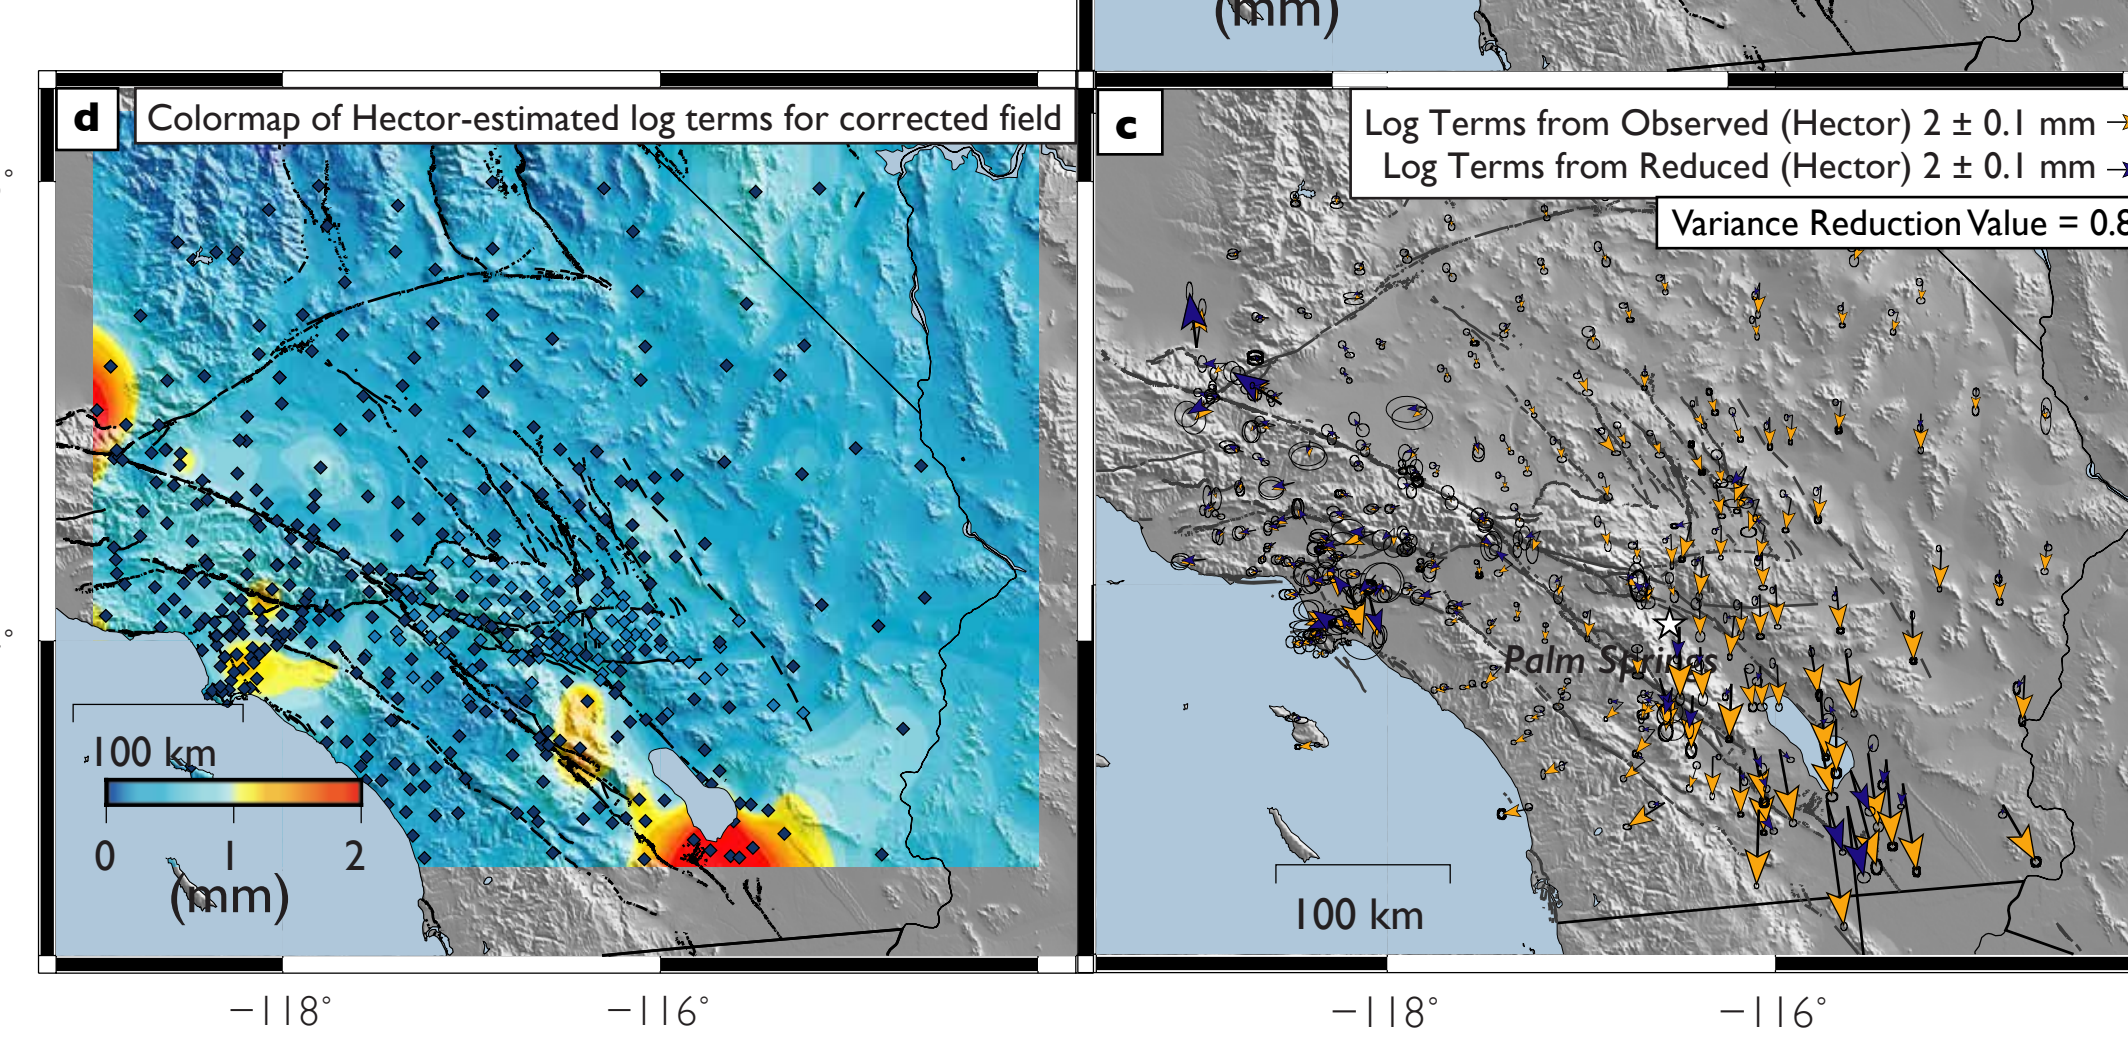 (mm)
d
Colormap of Hector-estimated log terms for corrected field
100 km
0 1 2
(mm)
−118° −116°
c
Log Terms from Observed (Hector) 2 ± 0.1 mm
Log Terms from Reduced (Hector) 2 ± 0.1 mm
Variance Reduction Value = 0.8
Palm Springs
100 km
−118° −116°